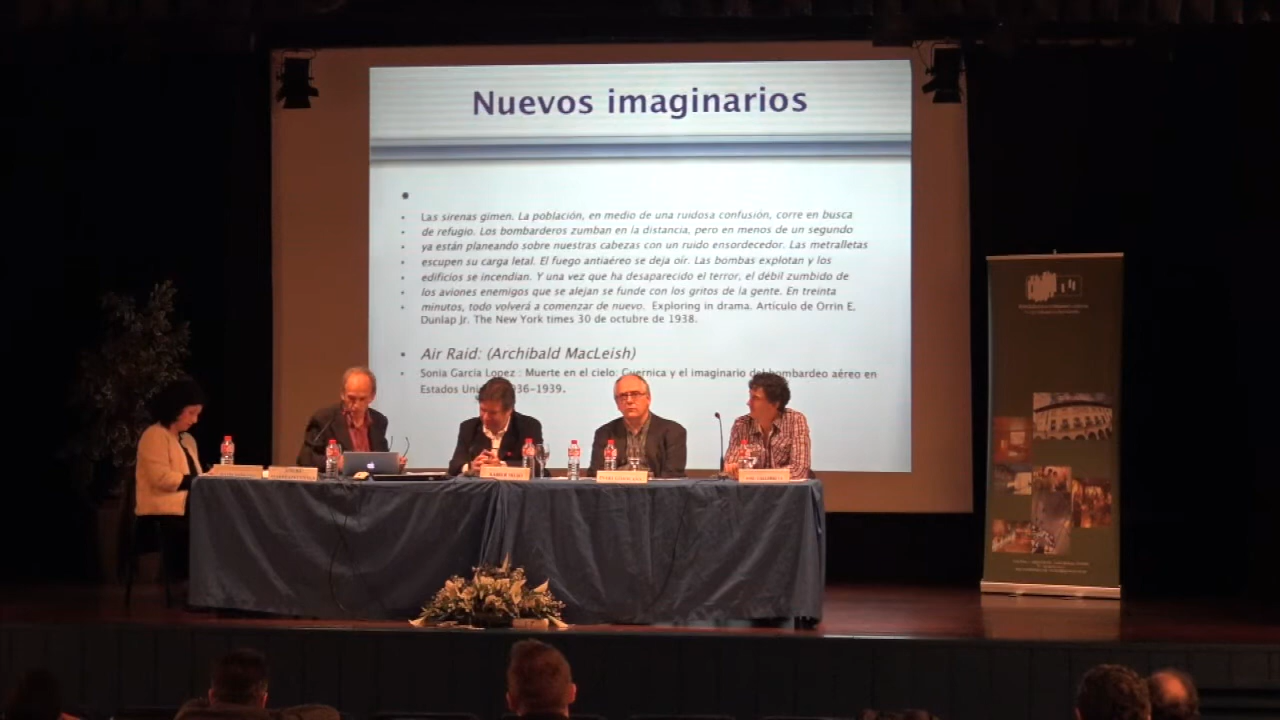 Nuevos imaginarios
Las sirenas gimen. La población, en medio de una ruidosa confusión, corre en busca
de refugio. Los bombarderos zumban en la distancia, pero en menos de un segundo
ya están planeando sobre nuestras cabezas con un ruido ensordecedor. Las metralletas
escupen su carga letal. El fuego antiaéreo se deja oír. Las bombas explotan y los
edificios se incendian. Y una vez que ha desaparecido el terror, el débil zumbido de
los aviones enemigos que se alejan se funde con los gritos de la gente. En treinta
minutos, todo volverá a comenzar de nuevo. Exploring in drama. Artículo de Orrin E.
Dunlap Jr. The New York times 30 de octubre de 1938.
Air Raid: (Archibald MacLeish)
Sonia García Lopez : Muerte en el cielo: Guernica y el imaginario del bombardeo aéreo en
Estados 936-1939.